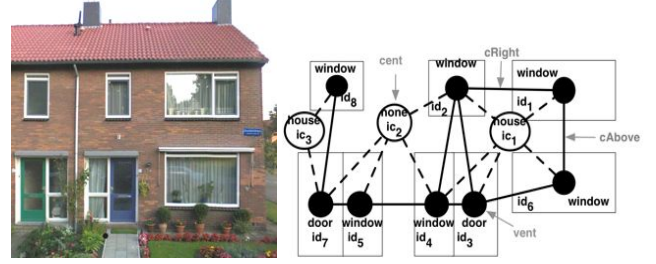 window
id8
house
ic3
cent
none
ic2
window
id2
cRight
house
ic1
window
id1
cAbove
door
id7
window
id5
window
id4
door
id3
vent
id6
window